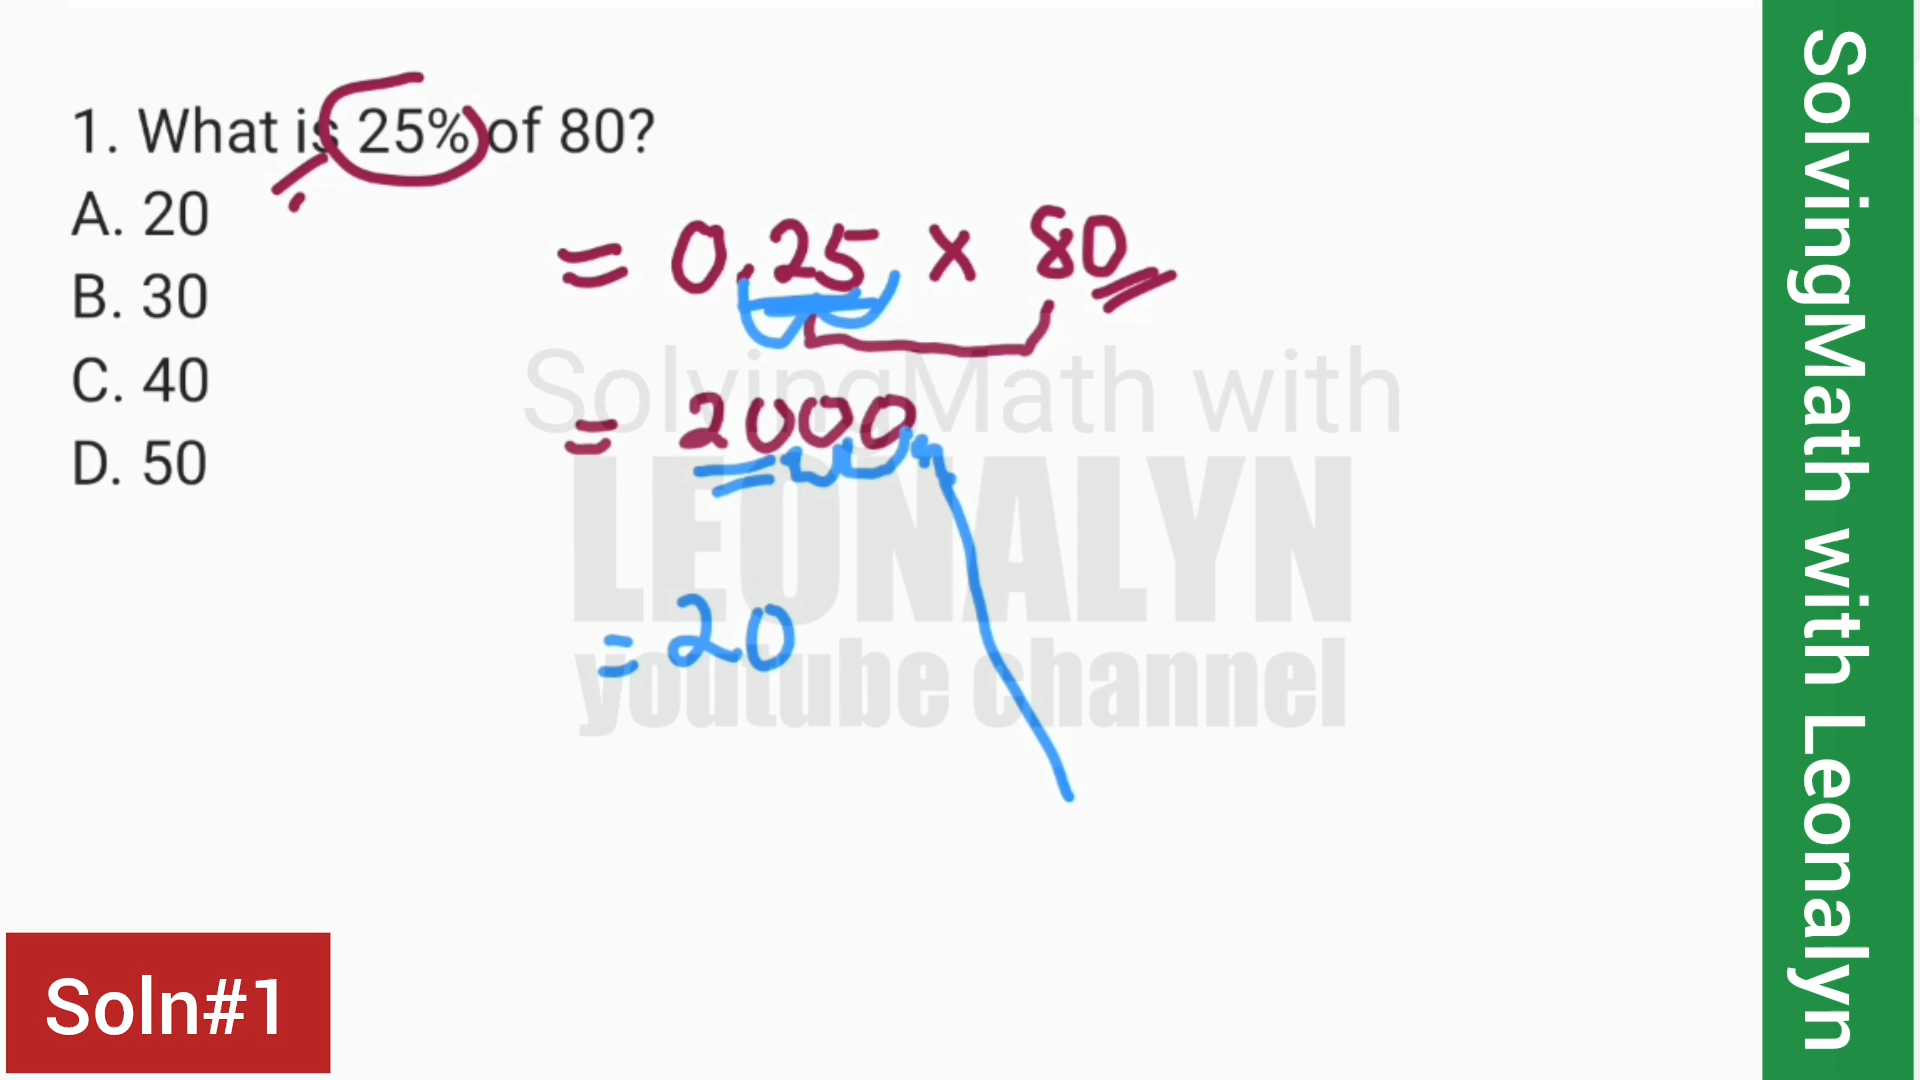 1. What is 25% of 80?
A. 20
B. 30
C. 40
D. 50
= 0.25 × 80
= 2000
= 20
SolvingMath with
LEONALYN
youtube channel
Soln#1
SolvingMath with Leonalyn